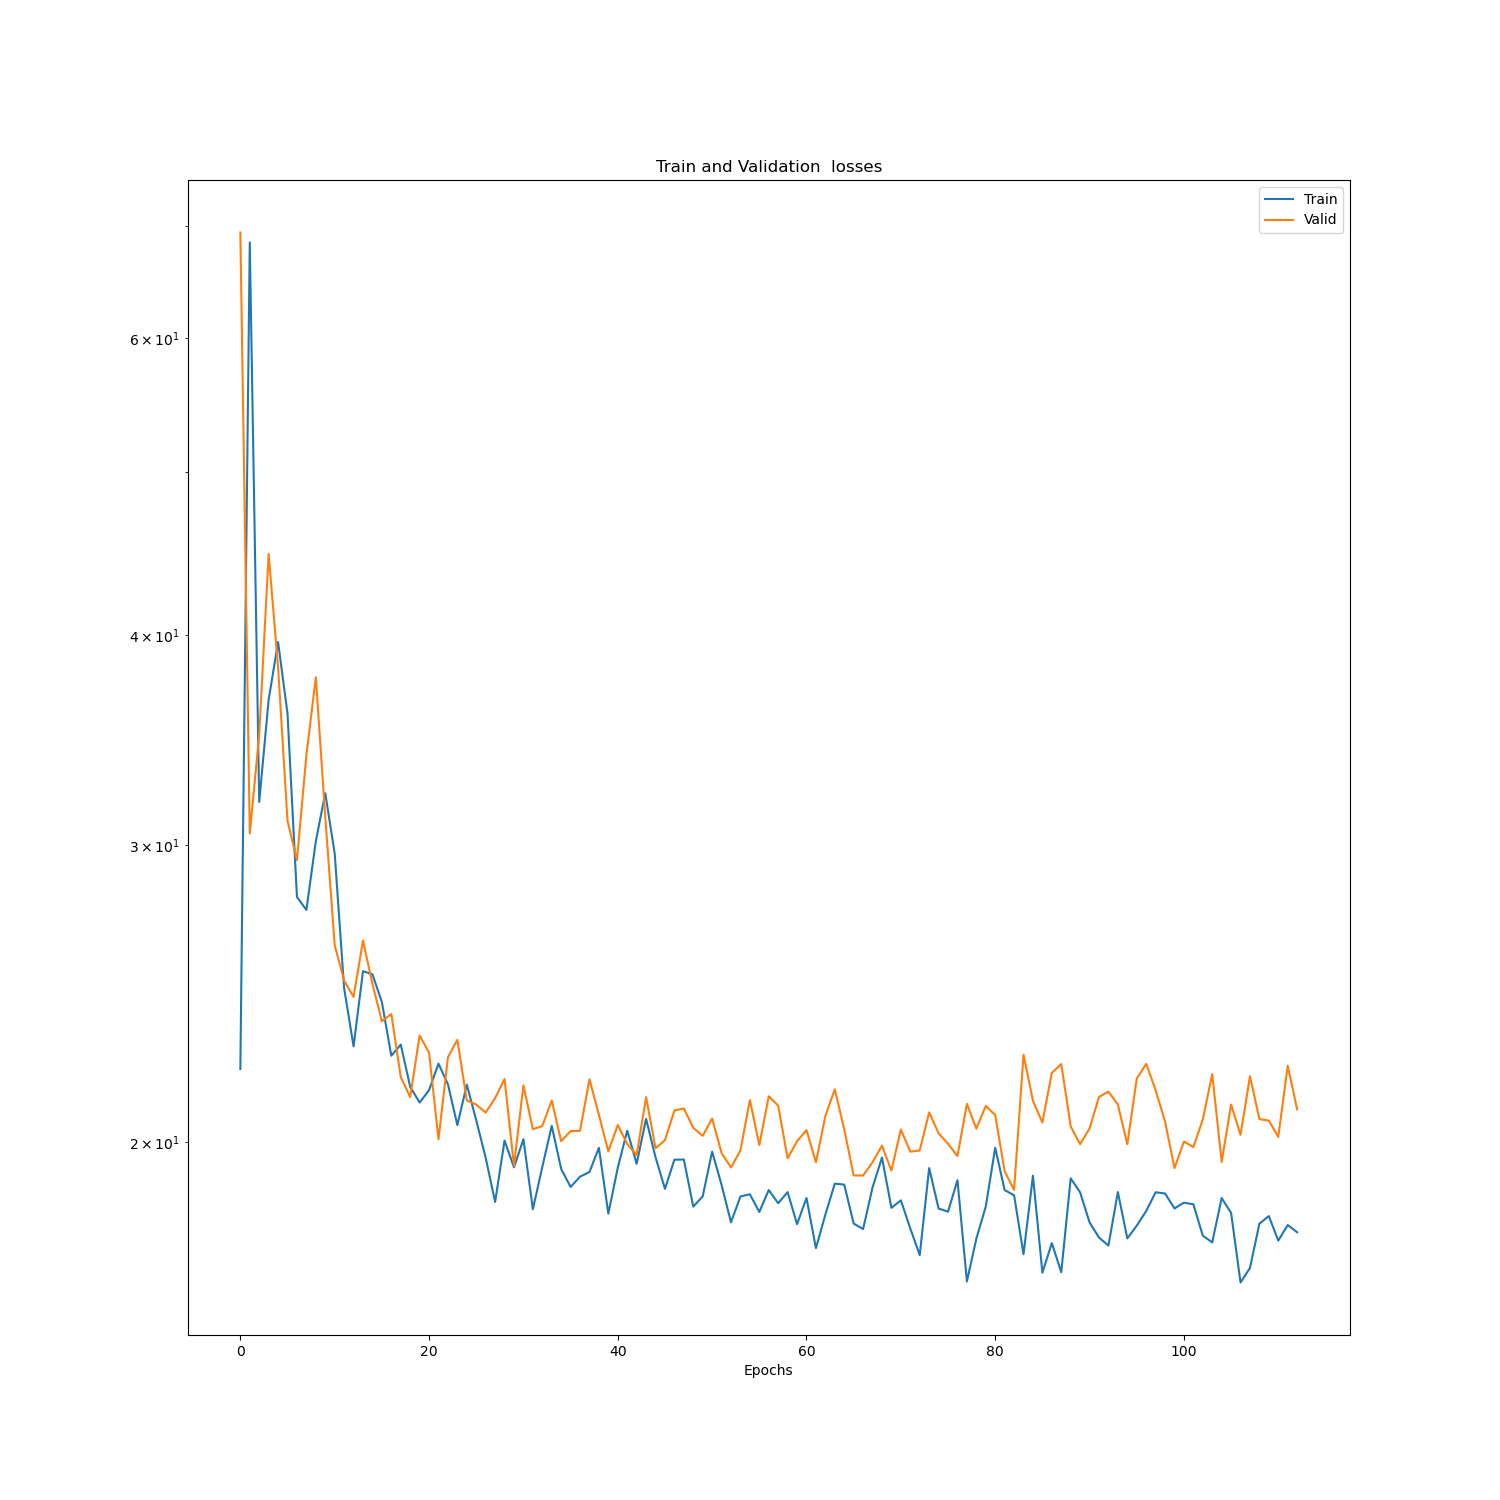 Train and Validation  losses
Train
Valid
6 × 10¹
4 × 10¹
3 × 10¹
2 × 10¹
0 20 40 60 80 100
Epochs